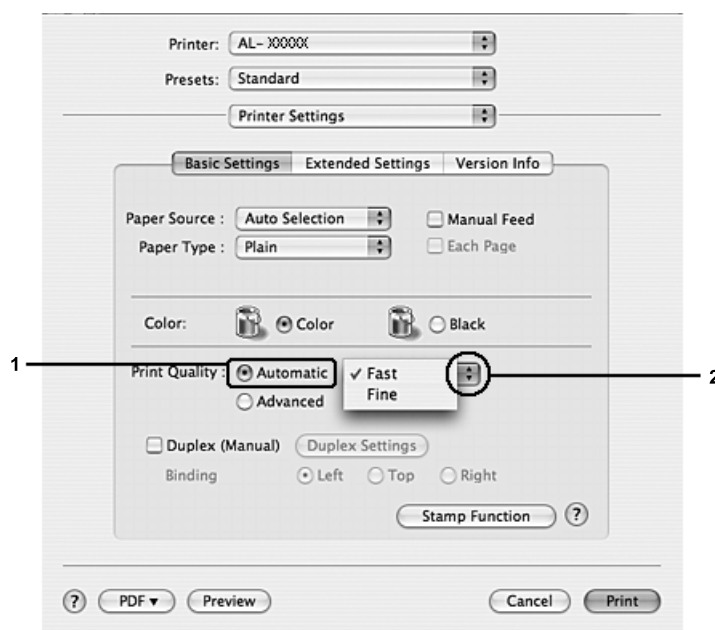 Printer: AL-XXXXX
Presets: Standard
Printer Settings
Basic Settings Extended Settings Version Info
Paper Source : Auto Selection Manual Feed
Paper Type : Plain Each Page
Color: Color Black
1 Print Quality : Automatic ✓ Fast 2
Advanced Fine
Duplex (Manual) Duplex Settings
Binding Left Top Right
Stamp Function ?
? PDF ▼ Preview Cancel Print